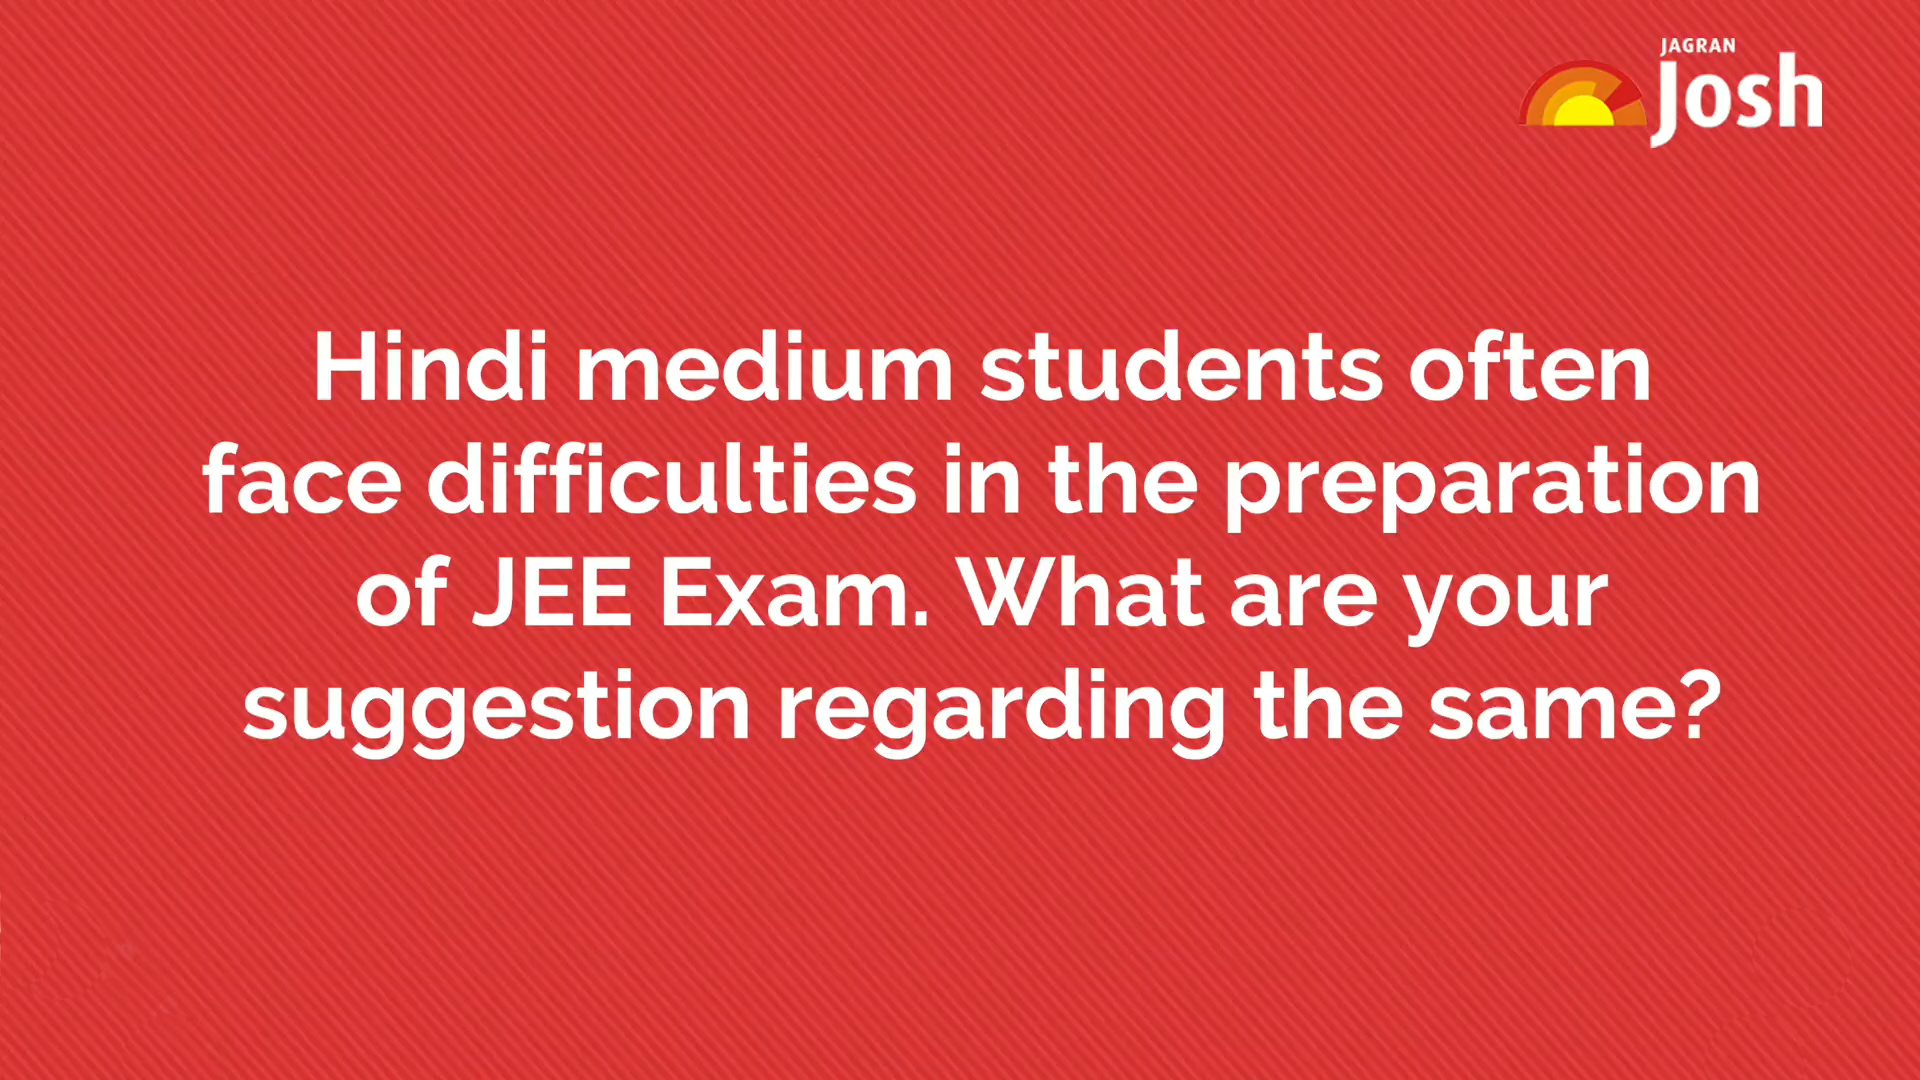 JAGRAN
Josh
Hindi medium students often
face difficulties in the preparation
of JEE Exam. What are your
suggestion regarding the same?